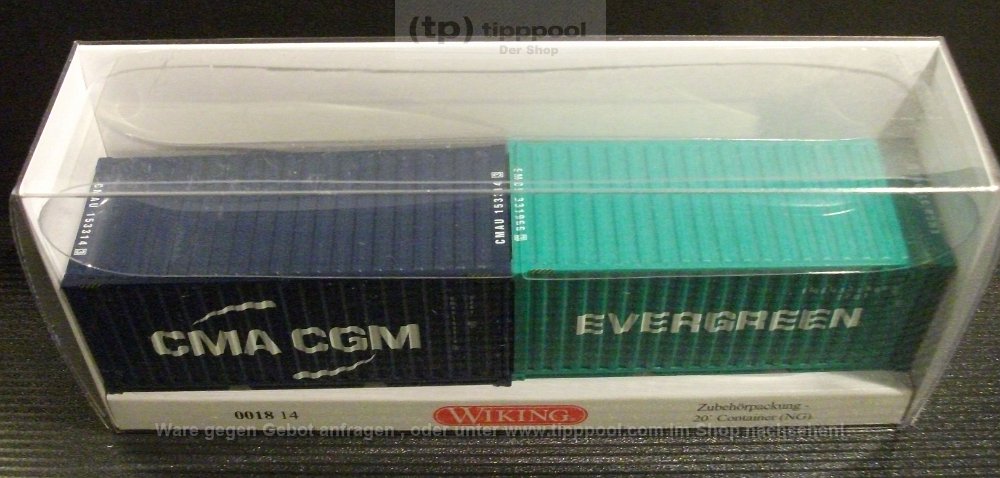 (tp) tipppool
Der Shop
CMAU 153314
CMAU 153314
CMA CGM
EVERGREEN
0018 14
WIKING
Zubehörpackung -
20' Container (NG)
Ware gegen Gebot anfragen , oder unter www.tipppool.com im Shop nachsehen!